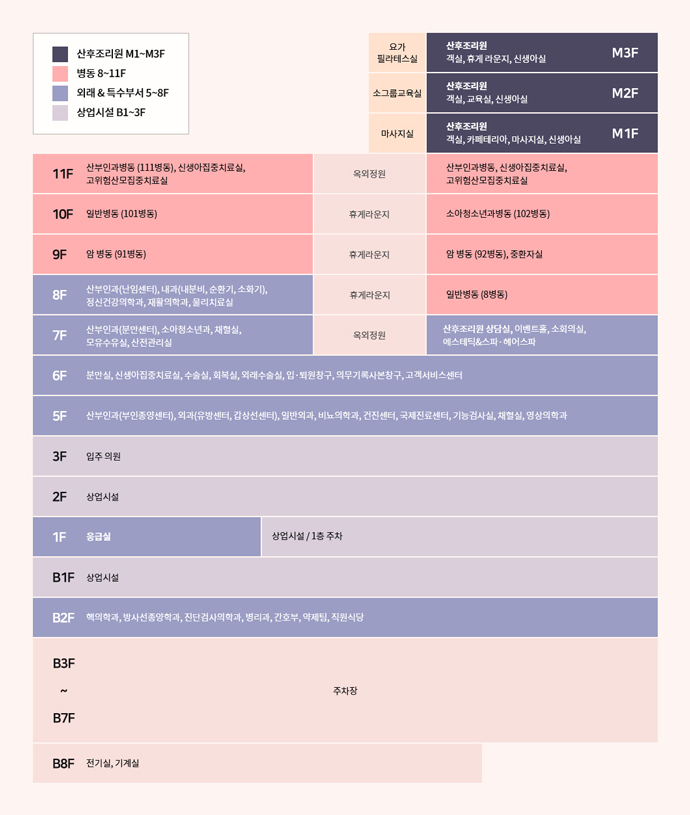 산후조리원 M1~M3F
병동 8~11F
외래 & 특수부서 5~8F
상업시설 B1~3F
요가
필라테스실
산후조리원
객실, 휴게 라운지, 신생아실
M3F
소그룹교육실
산후조리원
객실, 교육실, 신생아실
M2F
마사지실
산후조리원
객실, 카페테리아, 마사지실, 신생아실
M1F
11F
산부인과병동 (111병동), 신생아집중치료실,
고위험산모집중치료실
옥외정원
산부인과병동, 신생아집중치료실,
고위험산모집중치료실
10F
일반병동 (101병동)
휴게라운지
소아청소년과병동 (102병동)
9F
암 병동 (91병동)
휴게라운지
암 병동 (92병동), 중환자실
8F
산부인과(난임센터), 내과(내분비, 순환기, 소화기),
정신건강의학과, 재활의학과, 물리치료실
휴게라운지
일반병동 (8병동)
7F
산부인과(분만센터), 소아청소년과, 채혈실,
모유수유실, 산전관리실
옥외정원
산후조리원 상담실, 이벤트홀, 소회의실,
에스테틱&스파·헤어스파
6F
분만실, 신생아집중치료실, 수술실, 회복실, 외래수술실, 입·퇴원창구, 의무기록사본창구, 고객서비스센터
5F
산부인과(부인종양센터), 외과(유방센터, 갑상선센터), 일반외과, 비뇨의학과, 건진센터, 국제진료센터, 기능검사실, 채혈실, 영상의학과
3F
입주 의원
2F
상업시설
1F
응급실
상업시설 / 1층 주차
B1F
상업시설
B2F
핵의학과, 방사선종양학과, 진단검사의학과, 병리과, 간호부, 약제팀, 직원식당
B3F
~
주차장
B7F
B8F
전기실, 기계실